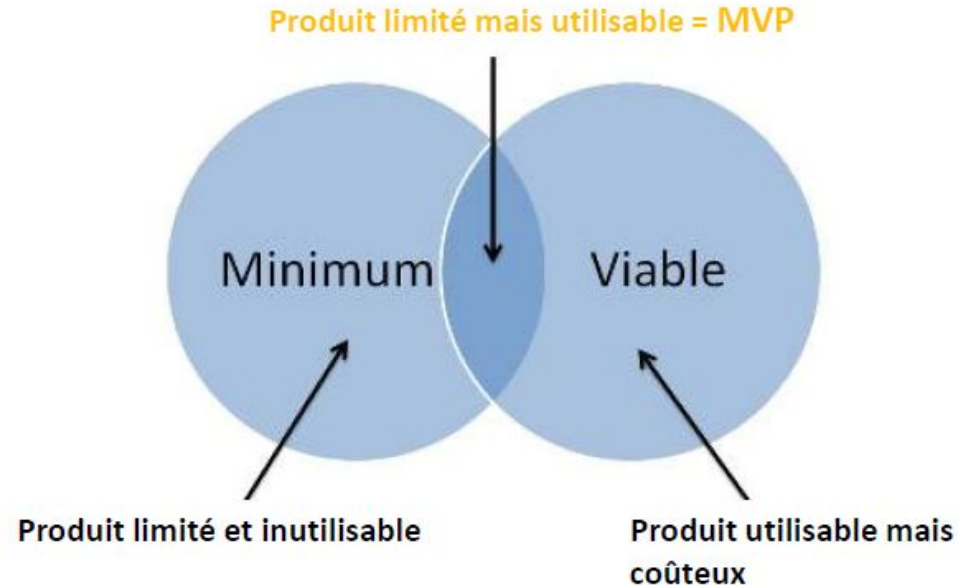 Produit limité mais utilisable = MVP
Minimum
Viable
Produit limité et inutilisable
Produit utilisable mais
coûteux